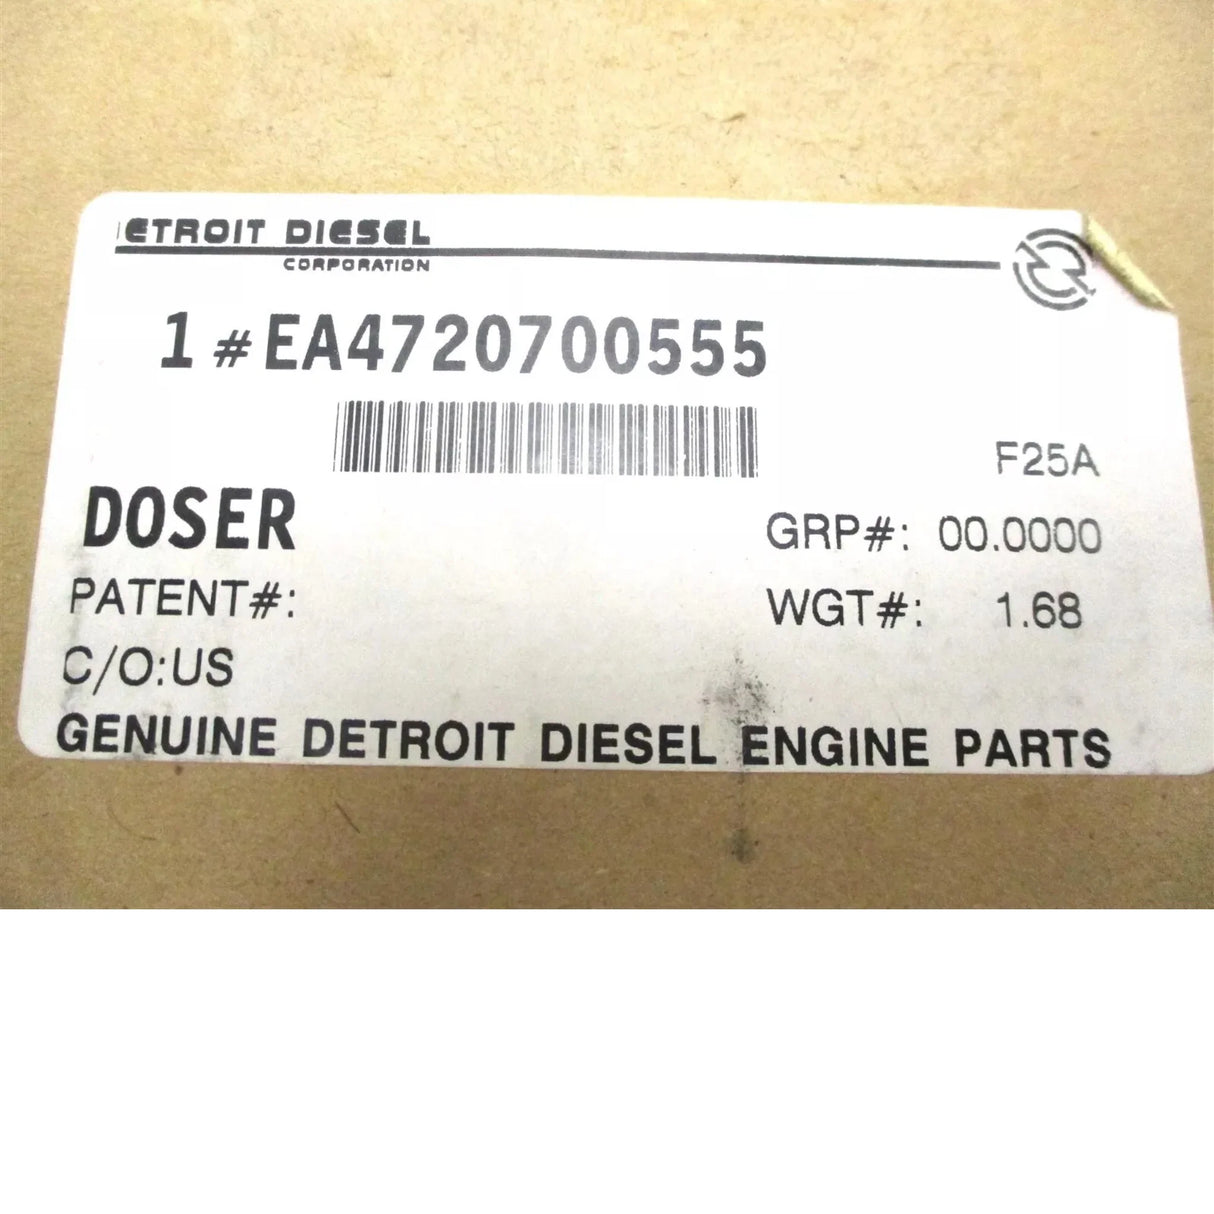 ETROIT DIESEL
CORPORATION
1 #EA4720700555
F25A
DOSER
GRP#: 00.0000
PATENT#:
WGT#: 1.68
C/O:US
GENUINE DETROIT DIESEL ENGINE PARTS